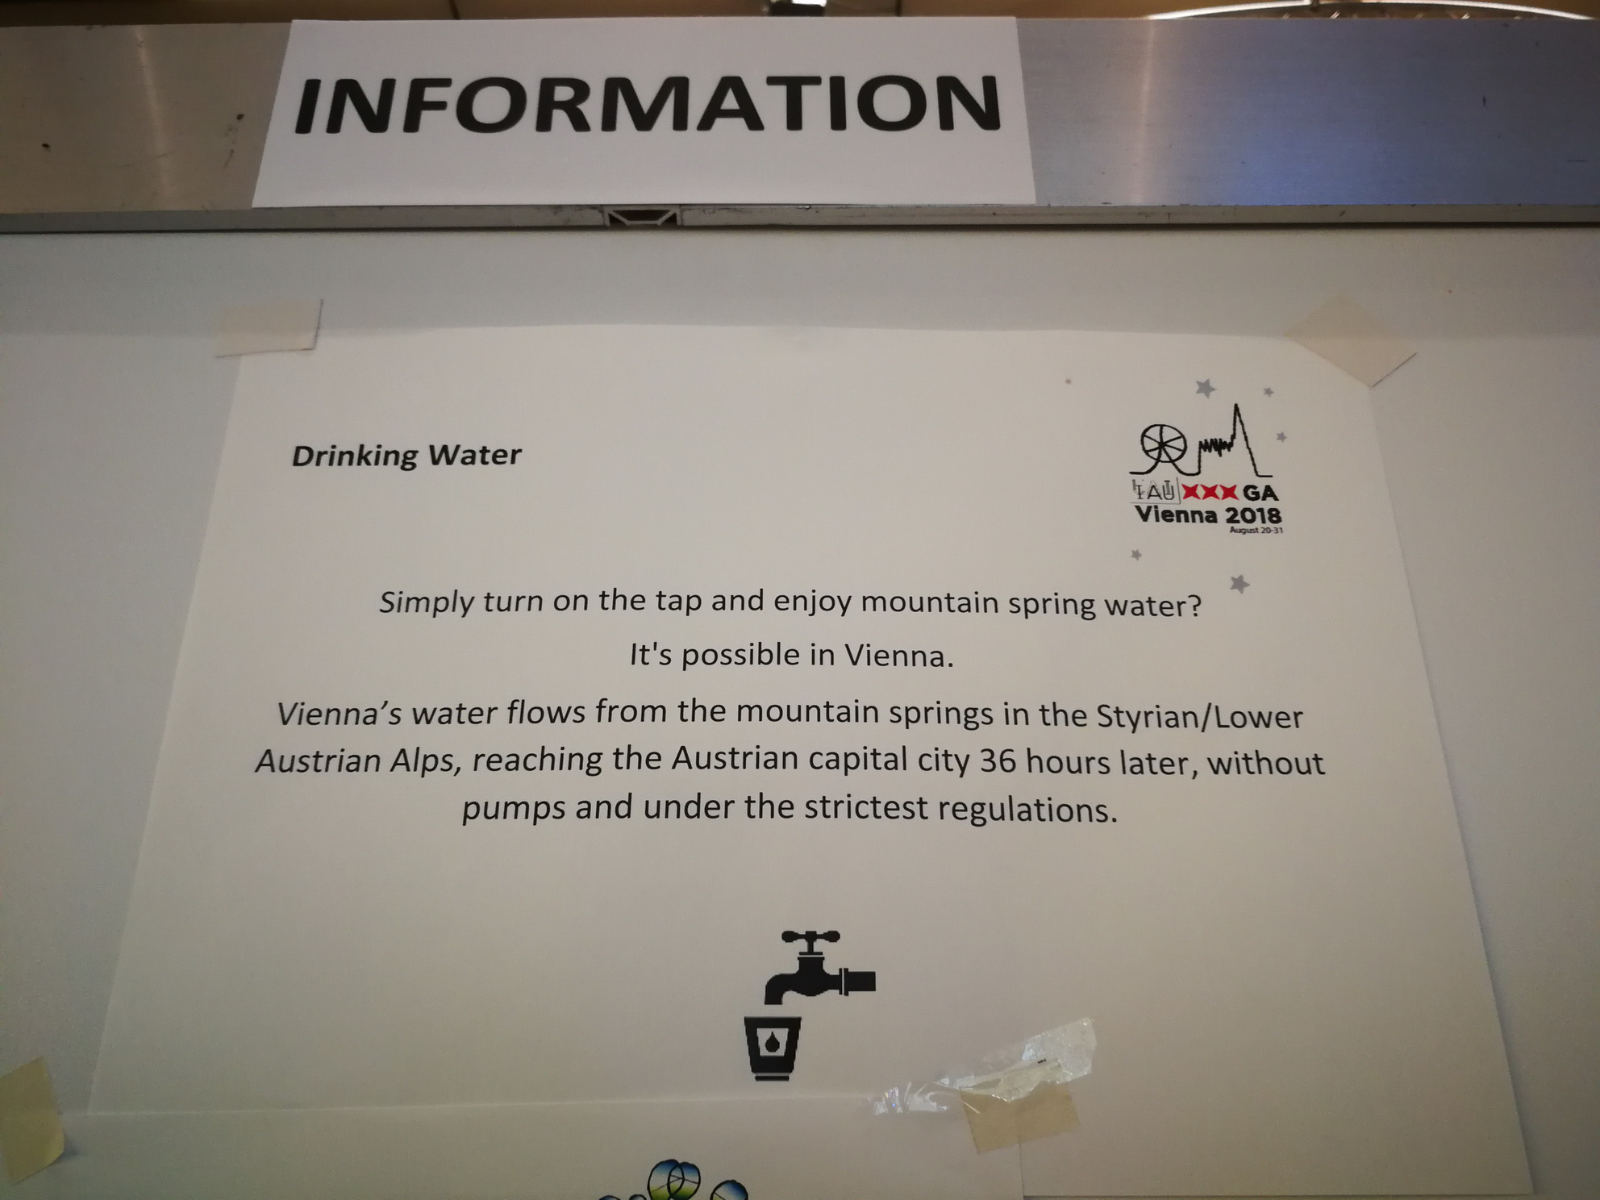 INFORMATION
Drinking Water
IAU XXX GA
Vienna 2018
August 20-31
Simply turn on the tap and enjoy mountain spring water?
It's possible in Vienna.
Vienna’s water flows from the mountain springs in the Styrian/Lower
Austrian Alps, reaching the Austrian capital city 36 hours later, without
pumps and under the strictest regulations.